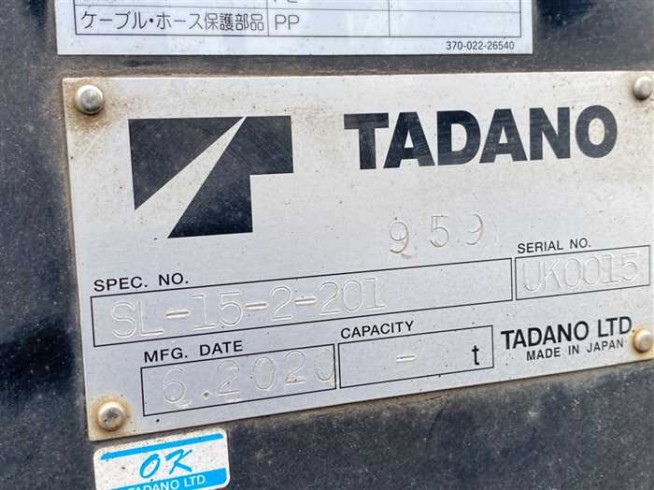 ケーブル・ホース保護部品 PP
370-022-26540
TADANO
959
SPEC. NO.
SERIAL NO.
SL-15-2-201
UK0015
MFG. DATE
CAPACITY
6.2020
- t
TADANO LTD.
MADE IN JAPAN
OK
TADANO LTD.